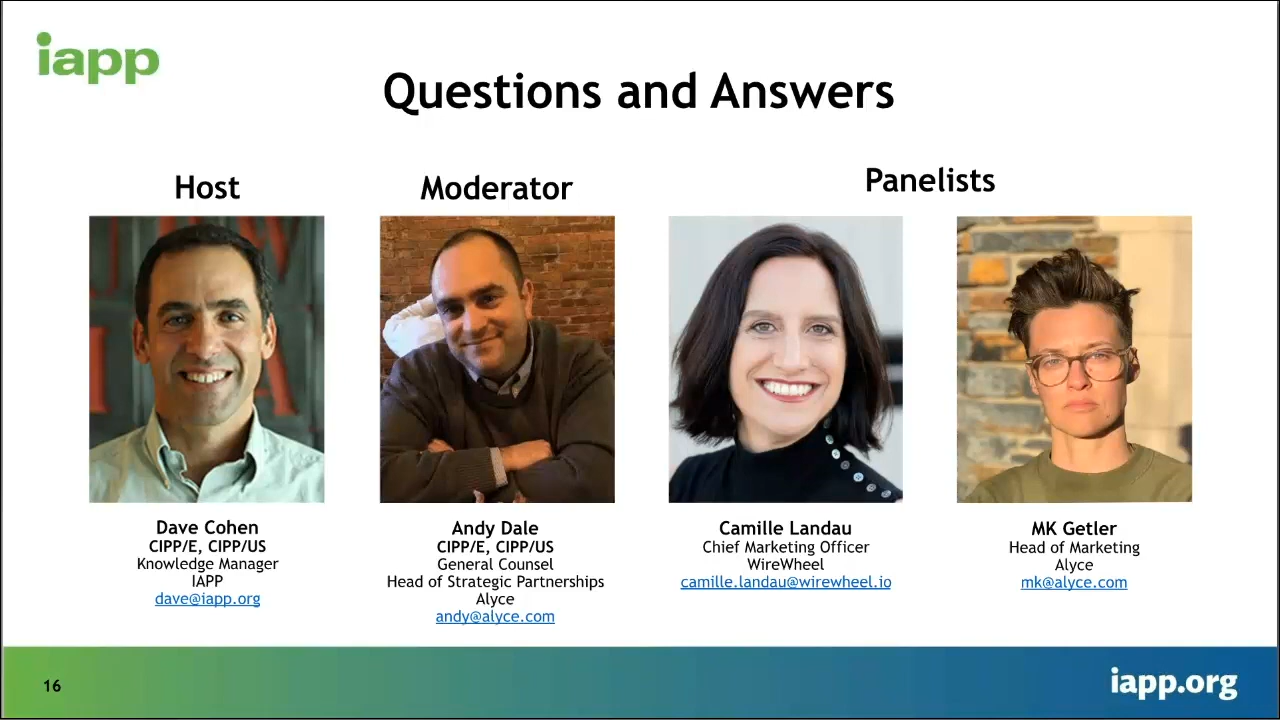 iapp
Questions and Answers
Host
Moderator
Panelists
Dave Cohen
CIPP/E, CIPP/US
Knowledge Manager
IAPP
dave@iapp.org
Andy Dale
CIPP/E, CIPP/US
General Counsel
Head of Strategic Partnerships
Alyce
andy@alyce.com
Camille Landau
Chief Marketing Officer
WireWheel
camille.landau@wirewheel.io
MK Getler
Head of Marketing
Alyce
mk@alyce.com
16
iapp.org